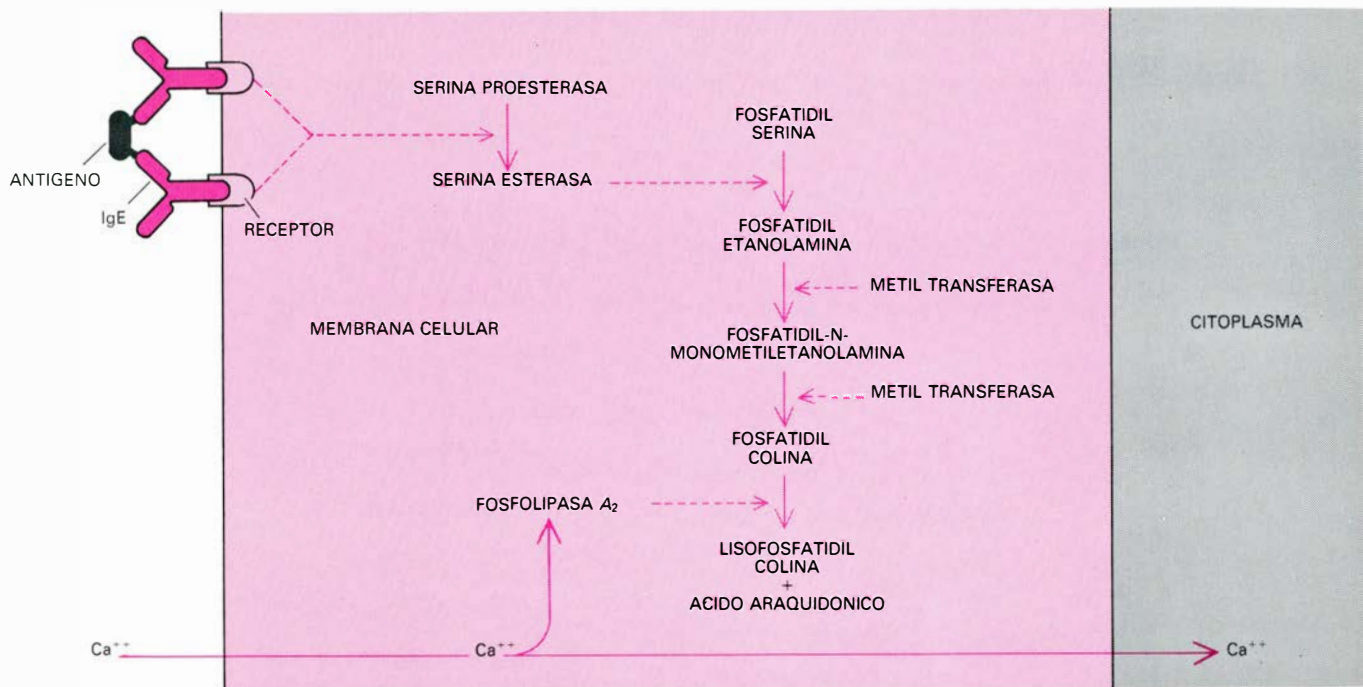 SERINA PROESTERASA
FOSFATIDIL
SERINA
ANTIGENO
SERINA ESTERASA
IgE
RECEPTOR
FOSFATIDIL
ETANOLAMINA
METIL TRANSFERASA
MEMBRANA CELULAR
FOSFATIDIL-N-
MONOMETILETANOLAMINA
CITOPLASMA
METIL TRANSFERASA
FOSFATIDIL
COLINA
FOSFOLIPASA A₂
LISOFOSFATIDIL
COLINA
+
ACIDO ARAQUIDONICO
Ca⁺⁺ Ca⁺⁺ Ca⁺⁺